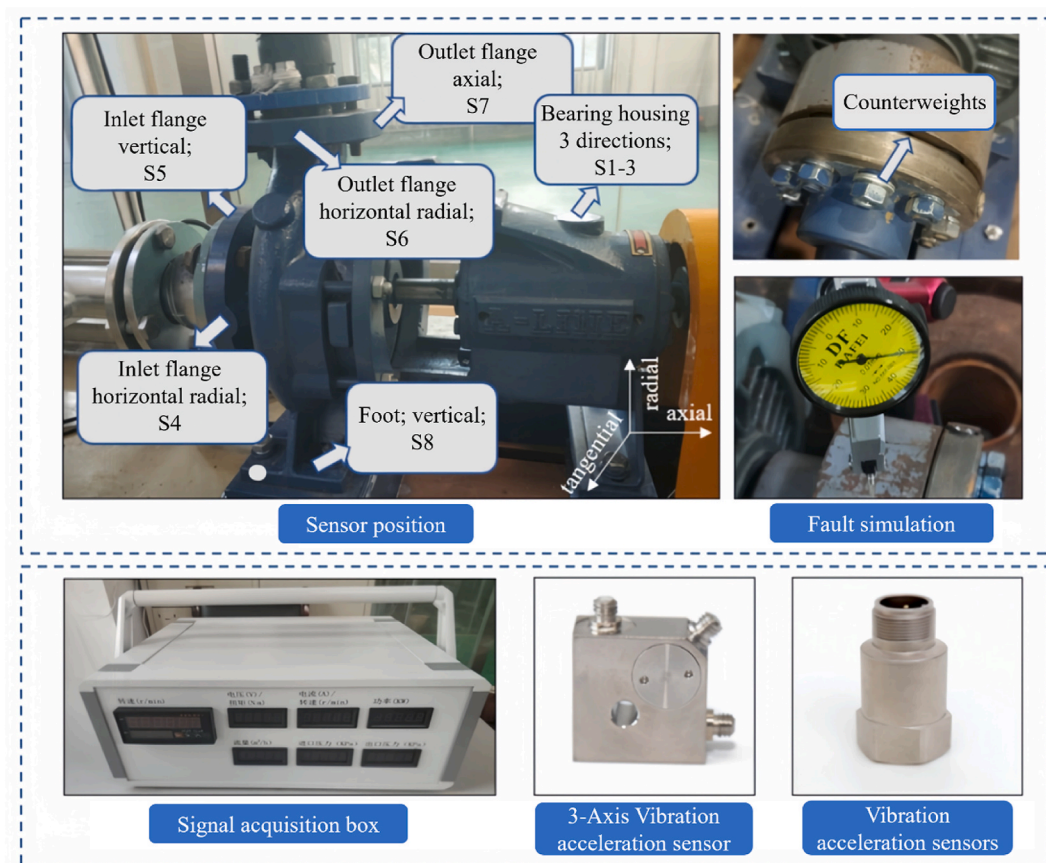 Outlet flange
axial;
S7
Inlet flange
vertical;
S5
Bearing housing
3 directions;
S1-3
Outlet flange
horizontal radial;
S6
Inlet flange
horizontal radial;
S4
Foot; vertical;
S8
radial
axial
tangential
Counterweights
DF
Sensor position
Fault simulation
转速(r/min)
电压(V)/
扭矩(N.m)
电流(A)/
转速(r/min)
功率(KW)
流量(m³/h)
进口压力(KPa)
出口压力(KPa)
Signal acquisition box
3-Axis Vibration
acceleration sensor
Vibration
acceleration sensors